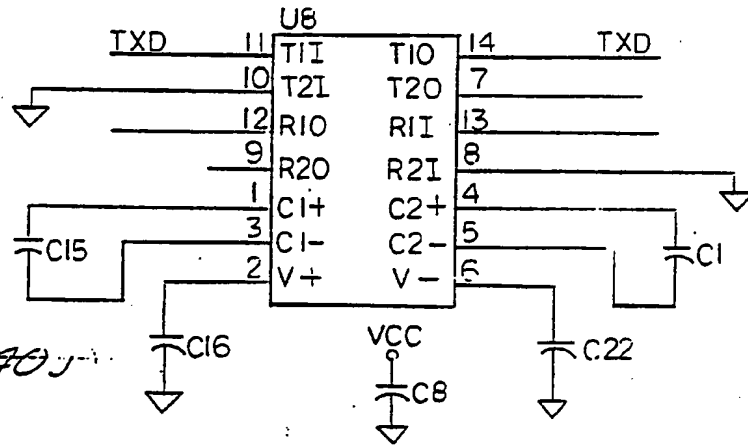 U8
TXD 11 T1I T1O 14 TXD
10 T2I T2O 7
12 R1O R1I 13
9 R2O R2I 8
1 C1+ C2+ 4
C15 3 C1- C2- 5 C1
2 V+ V- 6
C16 VCC C22
C8